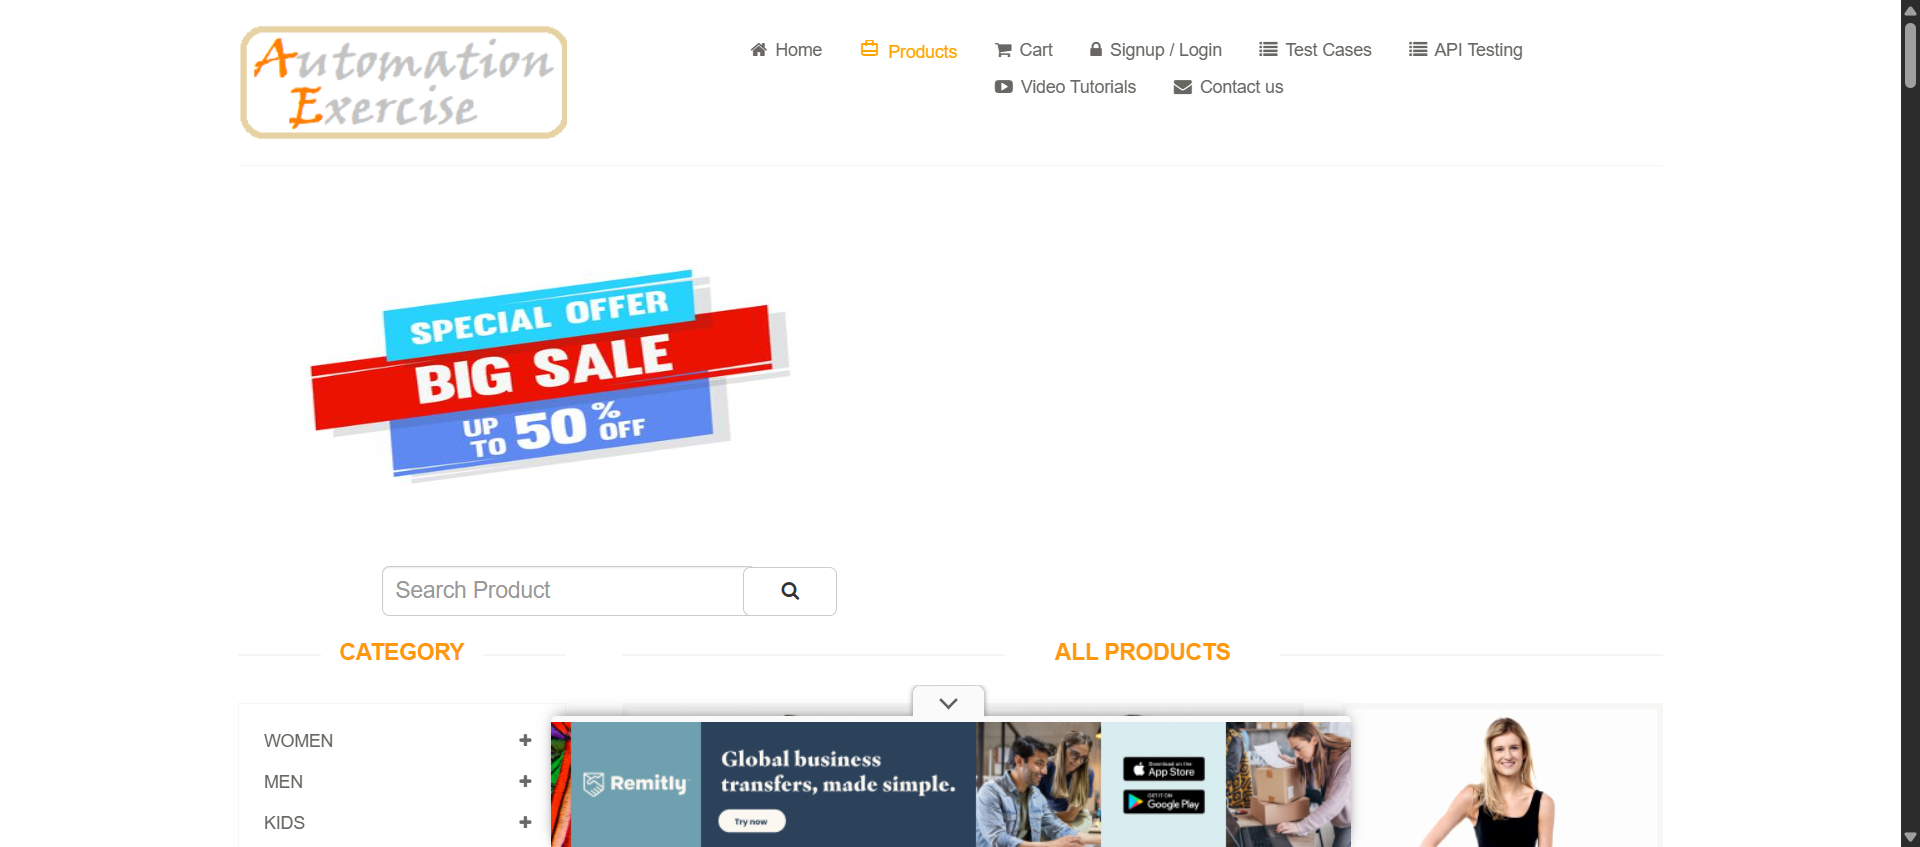 Automation
Exercise
Home
Products
Cart
Signup / Login
Test Cases
API Testing
Video Tutorials
Contact us
SPECIAL OFFER
BIG SALE
UP TO 50% OFF
Search Product
CATEGORY
ALL PRODUCTS
WOMEN
MEN
KIDS
Remitly
Global business
transfers, made simple.
Try now
Download on the
App Store
GET IT ON
Google Play